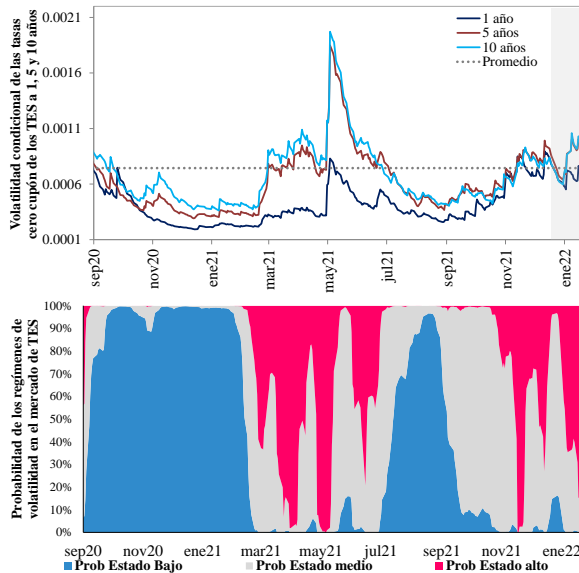 Volatilidad condicional de las tasas
cero cupón de los TES a 1, 5 y 10 años
0.0021
0.0016
0.0011
0.0006
0.0001
1 año
5 años
10 años
Promedio
sep20
nov20
ene21
mar21
may21
jul21
sep21
nov21
ene22
Probabilidad de los regímenes de
volatilidad en el mercado de TES
100%
90%
80%
70%
60%
50%
40%
30%
20%
10%
0%
sep20 nov20 ene21 mar21 may21 jul21 sep21 nov21 ene22
Prob Estado Bajo Prob Estado medio Prob Estado alto